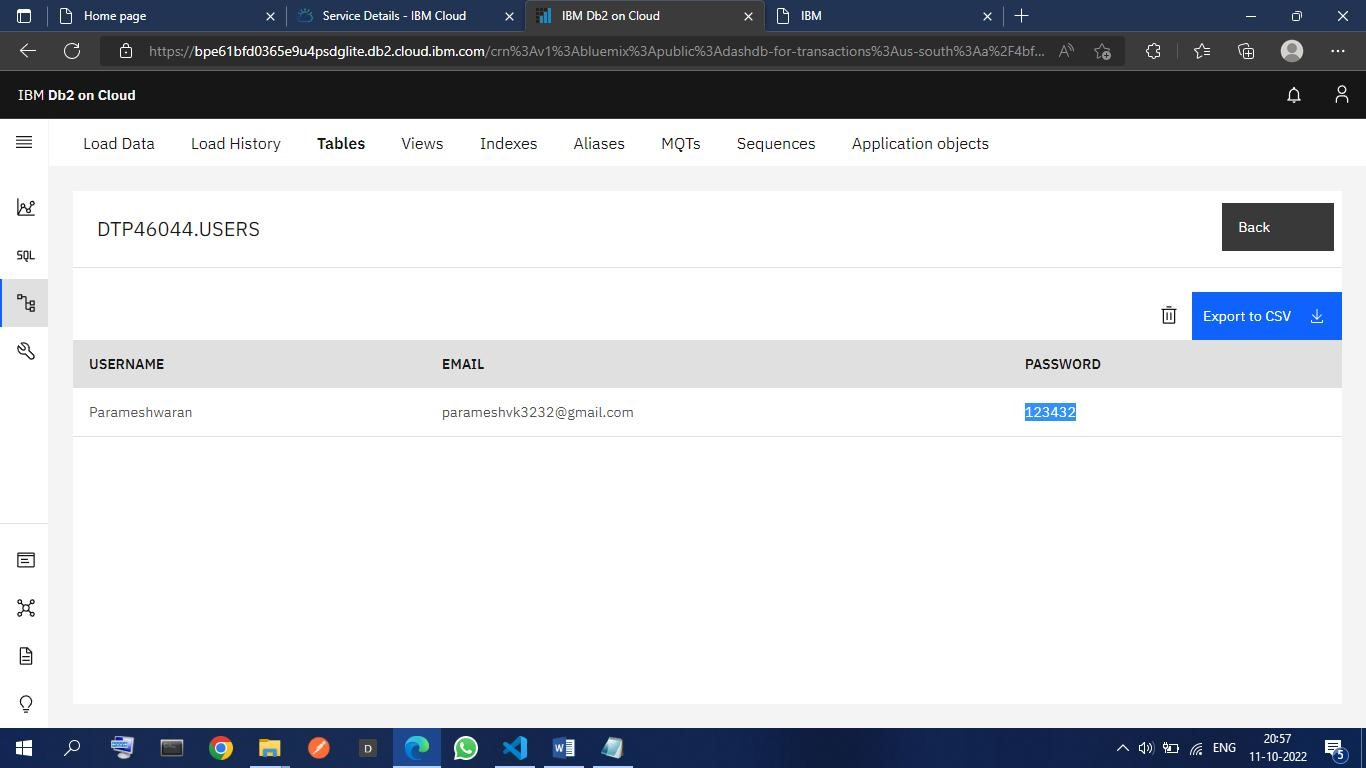 Home page
Service Details - IBM Cloud
IBM Db2 on Cloud
IBM
https://bpe61bfd0365e9u4psdglite.db2.cloud.ibm.com/crn%3Av1%3Abluemix%3Apublic%3Adashdb-for-transactions%3Aus-south%3Aa%2F4bf...
IBM Db2 on Cloud
Load Data Load History Tables Views Indexes Aliases MQTs Sequences Application objects
SQL
DTP46044.USERS
Back
Export to CSV
USERNAME EMAIL PASSWORD
Parameshwaran parameshvk3232@gmail.com 123432
D
ENG
20:57
11-10-2022
5